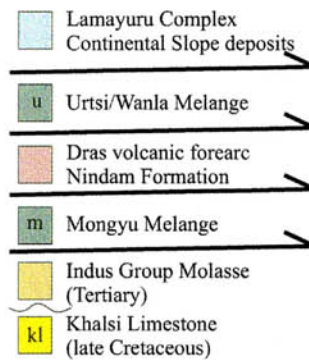 Lamayuru Complex
Continental Slope deposits
u Urtsi/Wanla Melange
Dras volcanic forearc
Nindam Formation
m Mongyu Melange
Indus Group Molasse
(Tertiary)
kl Khalsi Limestone
(late Cretaceous)